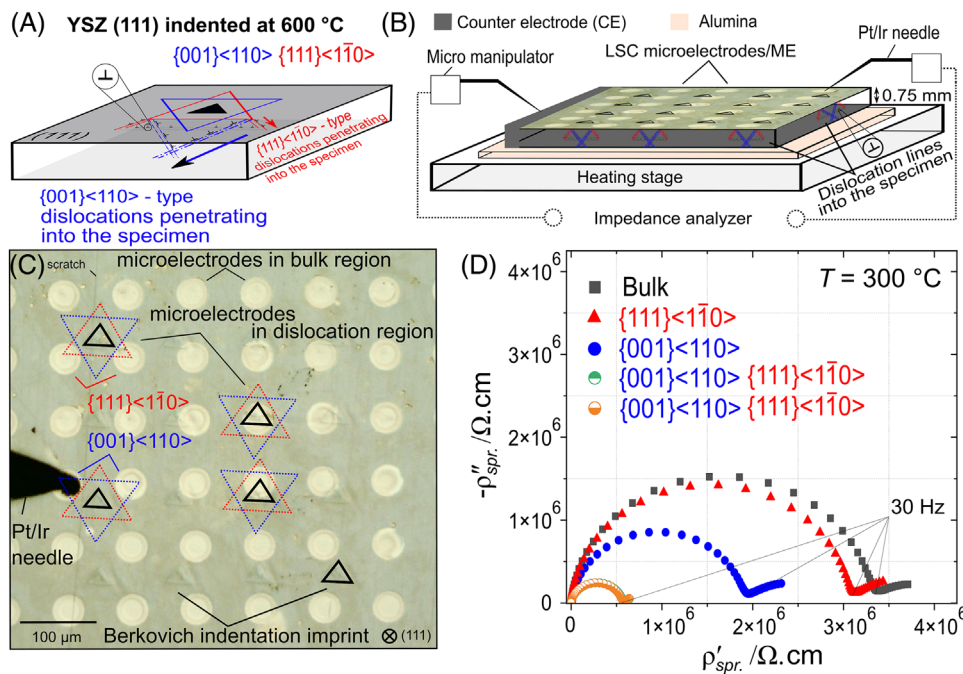 (A)
YSZ (111) indented at 600 °C
{001}<110> {111}<11̅0>
(111)
{111}<11̅0> - type
dislocations penetrating
into the specimen
{001}<110> - type
dislocations penetrating
into the specimen
(B)
Counter electrode (CE)
Alumina
Micro manipulator
LSC microelectrodes/ME
Pt/Ir needle
0.75 mm
Heating stage
Dislocation lines
into the specimen
Impedance analyzer
(C)
scratch
microelectrodes in bulk region
microelectrodes
in dislocation region
{111}<11̅0>
{001}<110>
Pt/Ir
needle
100 µm
Berkovich indentation imprint
(111)
(D)
T = 300 °C
Bulk
{111}<11̅0>
{001}<110>
{001}<110> {111}<11̅0>
{001}<110> {111}<11̅0>
30 Hz
-ρ″spr. /Ω.cm
4×10⁶
3×10⁶
2×10⁶
1×10⁶
0
0
1×10⁶
2×10⁶
3×10⁶
4×10⁶
ρ′spr. /Ω.cm